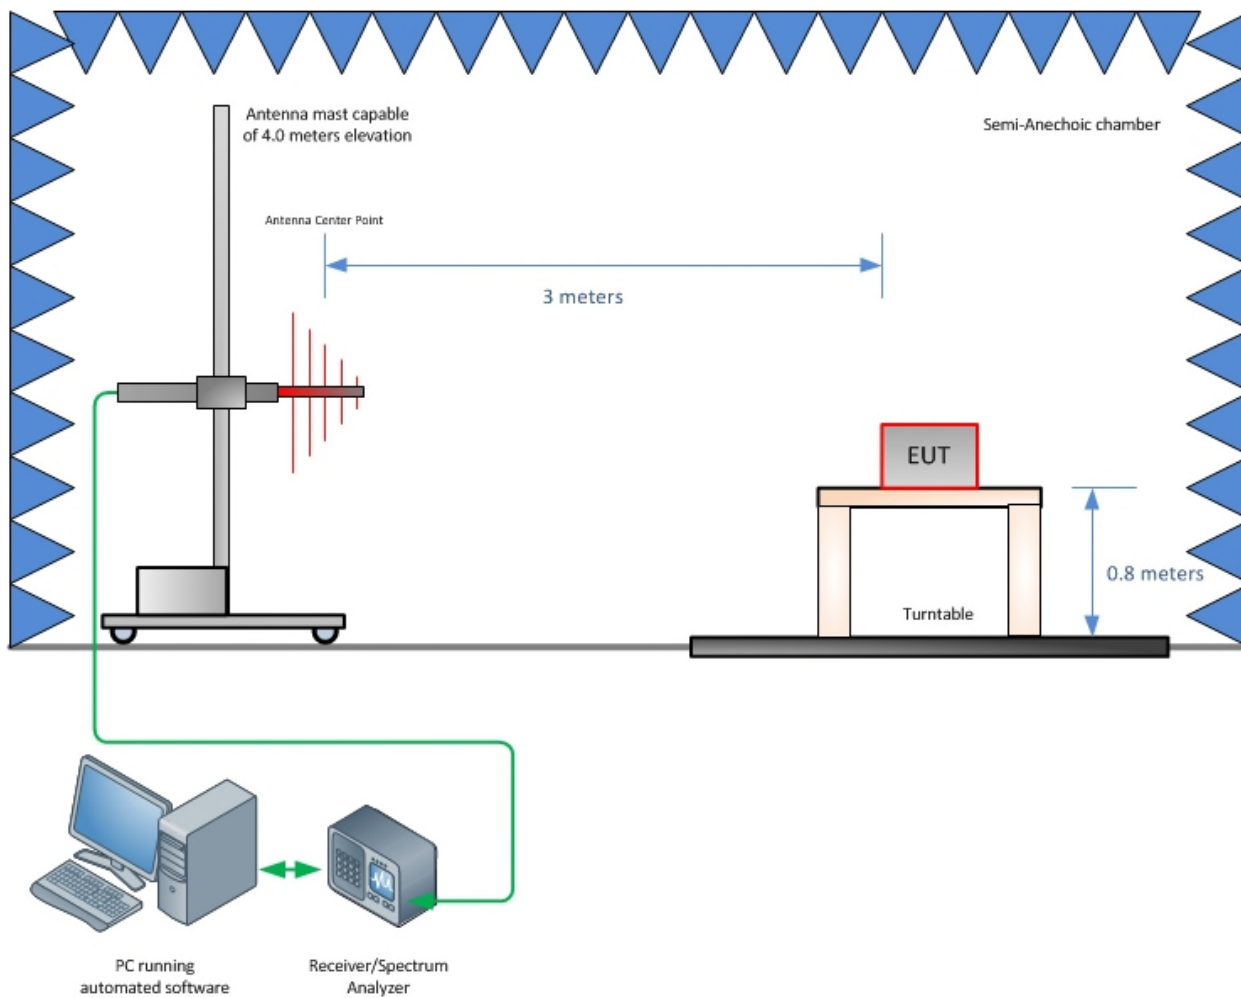 Antenna mast capable
of 4.0 meters elevation
Semi-Anechoic chamber
Antenna Center Point
3 meters
EUT
0.8 meters
Turntable
PC running
automated software
Receiver/Spectrum
Analyzer